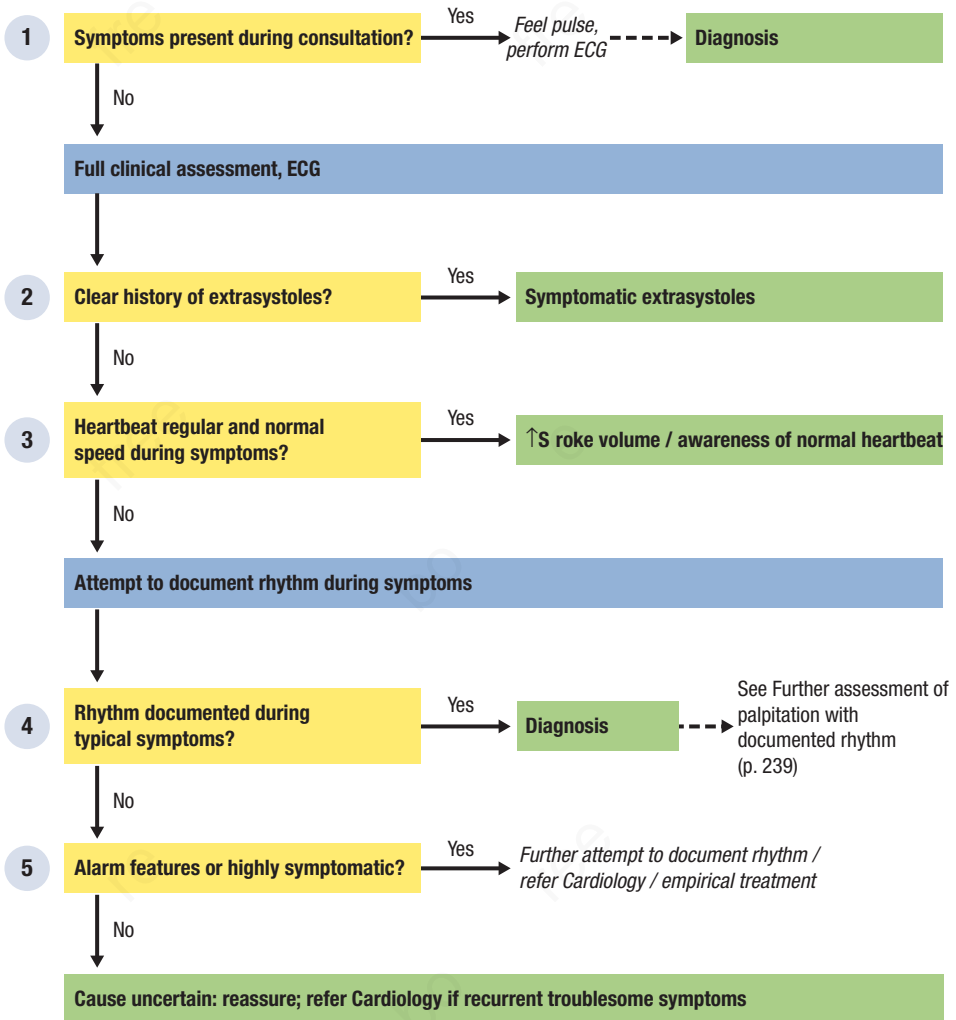 1
Symptoms present during consultation?
Yes
Feel pulse,
perform ECG
Diagnosis
No
Full clinical assessment, ECG
2
Clear history of extrasystoles?
Yes
Symptomatic extrasystoles
No
3
Heartbeat regular and normal
speed during symptoms?
Yes
↑S roke volume / awareness of normal heartbeat
No
Attempt to document rhythm during symptoms
4
Rhythm documented during
typical symptoms?
Yes
Diagnosis
See Further assessment of
palpitation with
documented rhythm
(p. 239)
No
5
Alarm features or highly symptomatic?
Yes
Further attempt to document rhythm /
refer Cardiology / empirical treatment
No
Cause uncertain: reassure; refer Cardiology if recurrent troublesome symptoms